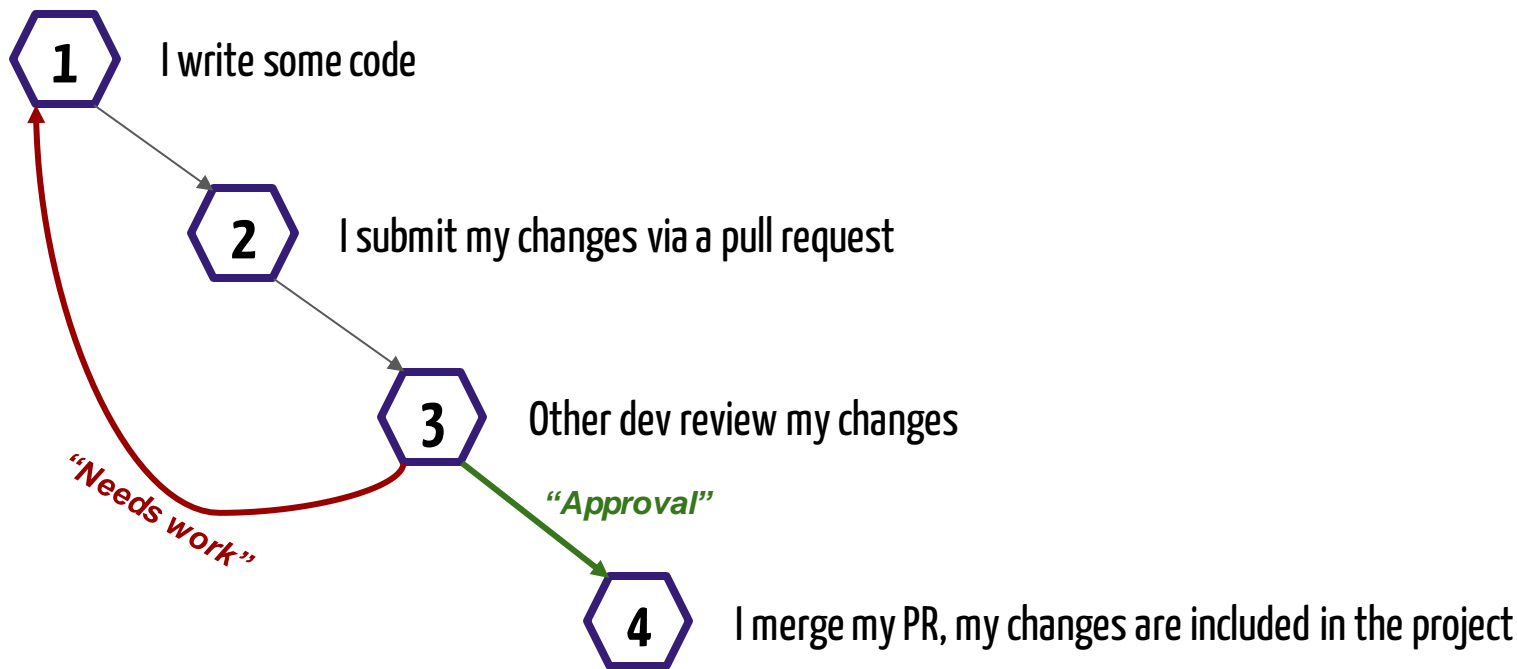 1 I write some code
2 I submit my changes via a pull request
3 Other dev review my changes
“Needs work”
“Approval”
4 I merge my PR, my changes are included in the project